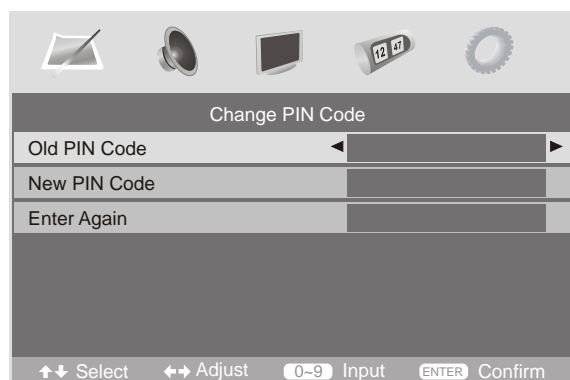 12 47
Change PIN Code
Old PIN Code
New PIN Code
Enter Again
Select Adjust 0~9 Input ENTER Confirm